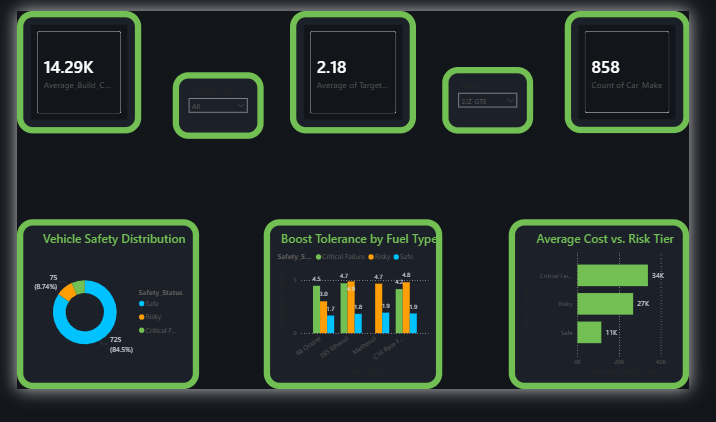 14.29K
Average_Build_C...
2.18
Average of Target...
858
Count of Car_Make
All
2JZ-GTE
Vehicle Safety Distribution
75
(8.74%)
725
(84.5%)
Safety_Status
Safe
Risky
Critical F...
Boost Tolerance by Fuel Type
Safety_S... Critical Failure Risky Safe
5
0
4.5
3.0
1.7
4.7
4.8
1.8
4.7
1.9
4.2
4.8
1.9
98 Octane
E85 Ethanol
Methanol
C16 Race F...
Average Cost vs. Risk Tier
Critical Fai...
34K
Risky
27K
Safe
11K
0K 20K 40K